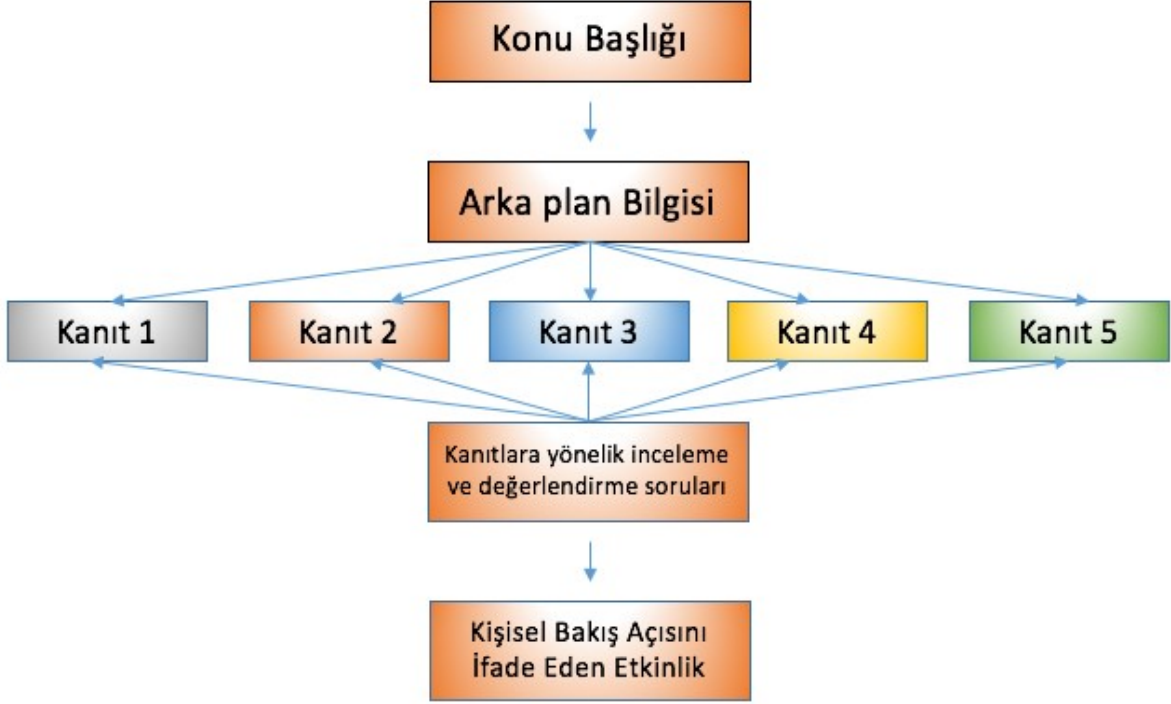 Konu Başlığı
Arka plan Bilgisi
Kanıt 1
Kanıt 2
Kanıt 3
Kanıt 4
Kanıt 5
Kanıtlara yönelik inceleme
ve değerlendirme soruları
Kişisel Bakış Açısını
İfade Eden Etkinlik